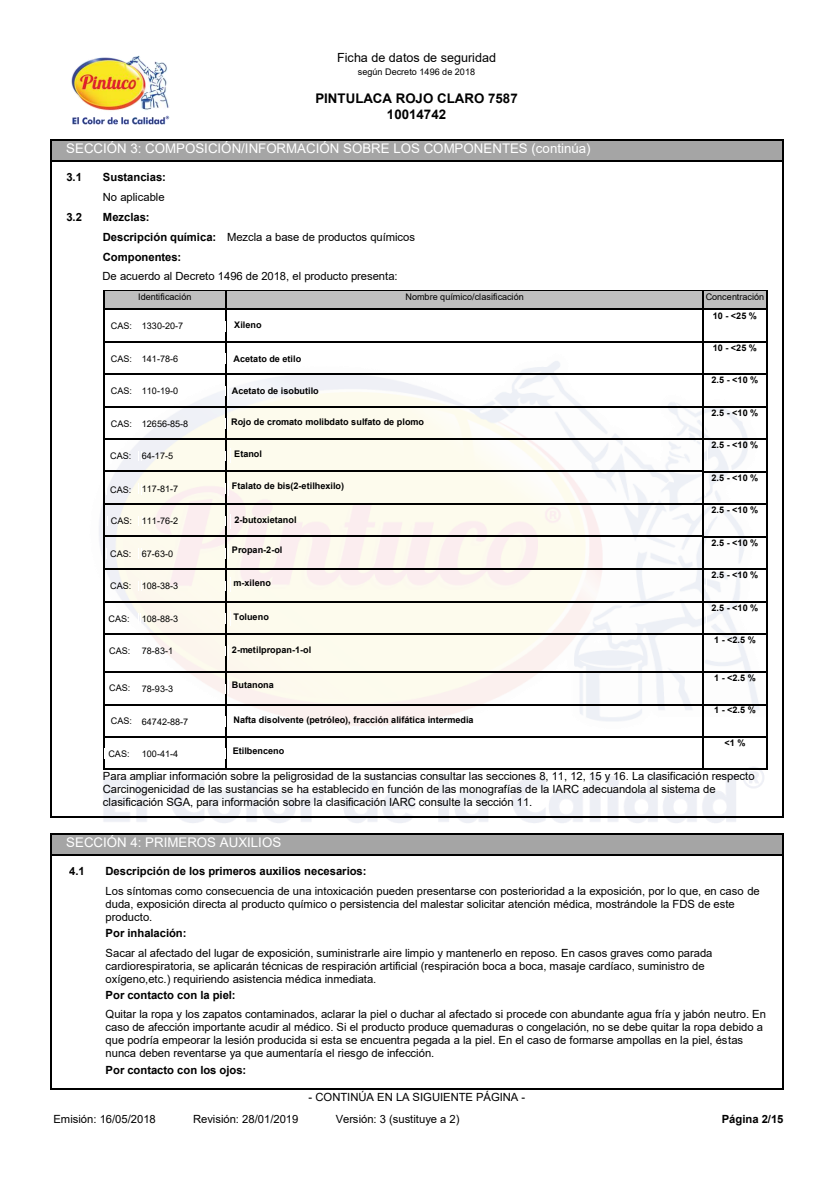 Pintuco®
El Color de la Calidad®
Ficha de datos de seguridad
según Decreto 1496 de 2018
PINTULACA ROJO CLARO 7587
10014742
SECCIÓN 3: COMPOSICIÓN/INFORMACIÓN SOBRE LOS COMPONENTES (continúa)
3.1 Sustancias:
No aplicable
3.2 Mezclas:
Descripción química: Mezcla a base de productos químicos
Componentes:
De acuerdo al Decreto 1496 de 2018, el producto presenta:
Identificación Nombre químico/clasificación Concentración
CAS: 1330-20-7 Xileno 10 - <25 %
CAS: 141-78-6 Acetato de etilo 10 - <25 %
CAS: 110-19-0 Acetato de isobutilo 2.5 - <10 %
CAS: 12656-85-8 Rojo de cromato molibdato sulfato de plomo 2.5 - <10 %
CAS: 64-17-5 Etanol 2.5 - <10 %
CAS: 117-81-7 Ftalato de bis(2-etilhexilo) 2.5 - <10 %
CAS: 111-76-2 2-butoxietanol 2.5 - <10 %
CAS: 67-63-0 Propan-2-ol 2.5 - <10 %
CAS: 108-38-3 m-xileno 2.5 - <10 %
CAS: 108-88-3 Tolueno 2.5 - <10 %
CAS: 78-83-1 2-metilpropan-1-ol 1 - <2.5 %
CAS: 78-93-3 Butanona 1 - <2.5 %
CAS: 64742-88-7 Nafta disolvente (petróleo), fracción alifática intermedia 1 - <2.5 %
CAS: 100-41-4 Etilbenceno <1 %
Para ampliar información sobre la peligrosidad de la sustancias consultar las secciones 8, 11, 12, 15 y 16. La clasificación respecto
Carcinogenicidad de las sustancias se ha establecido en función de las monografías de la IARC adecuandola al sistema de
clasificación SGA, para información sobre la clasificación IARC consulte la sección 11.
Pintuco®
El Color de la Calidad®
SECCIÓN 4: PRIMEROS AUXILIOS
4.1 Descripción de los primeros auxilios necesarios:
Los síntomas como consecuencia de una intoxicación pueden presentarse con posterioridad a la exposición, por lo que, en caso de
duda, exposición directa al producto químico o persistencia del malestar solicitar atención médica, mostrándole la FDS de este
producto.
Por inhalación:
Sacar al afectado del lugar de exposición, suministrarle aire limpio y mantenerlo en reposo. En casos graves como parada
cardiorespiratoria, se aplicarán técnicas de respiración artificial (respiración boca a boca, masaje cardíaco, suministro de
oxígeno,etc.) requiriendo asistencia médica inmediata.
Por contacto con la piel:
Quitar la ropa y los zapatos contaminados, aclarar la piel o duchar al afectado si procede con abundante agua fría y jabón neutro. En
caso de afección importante acudir al médico. Si el producto produce quemaduras o congelación, no se debe quitar la ropa debido a
que podría empeorar la lesión producida si esta se encuentra pegada a la piel. En el caso de formarse ampollas en la piel, éstas
nunca deben reventarse ya que aumentaría el riesgo de infección.
Por contacto con los ojos:
- CONTINÚA EN LA SIGUIENTE PÁGINA -
Emisión: 16/05/2018 Revisión: 28/01/2019 Versión: 3 (sustituye a 2) Página 2/15